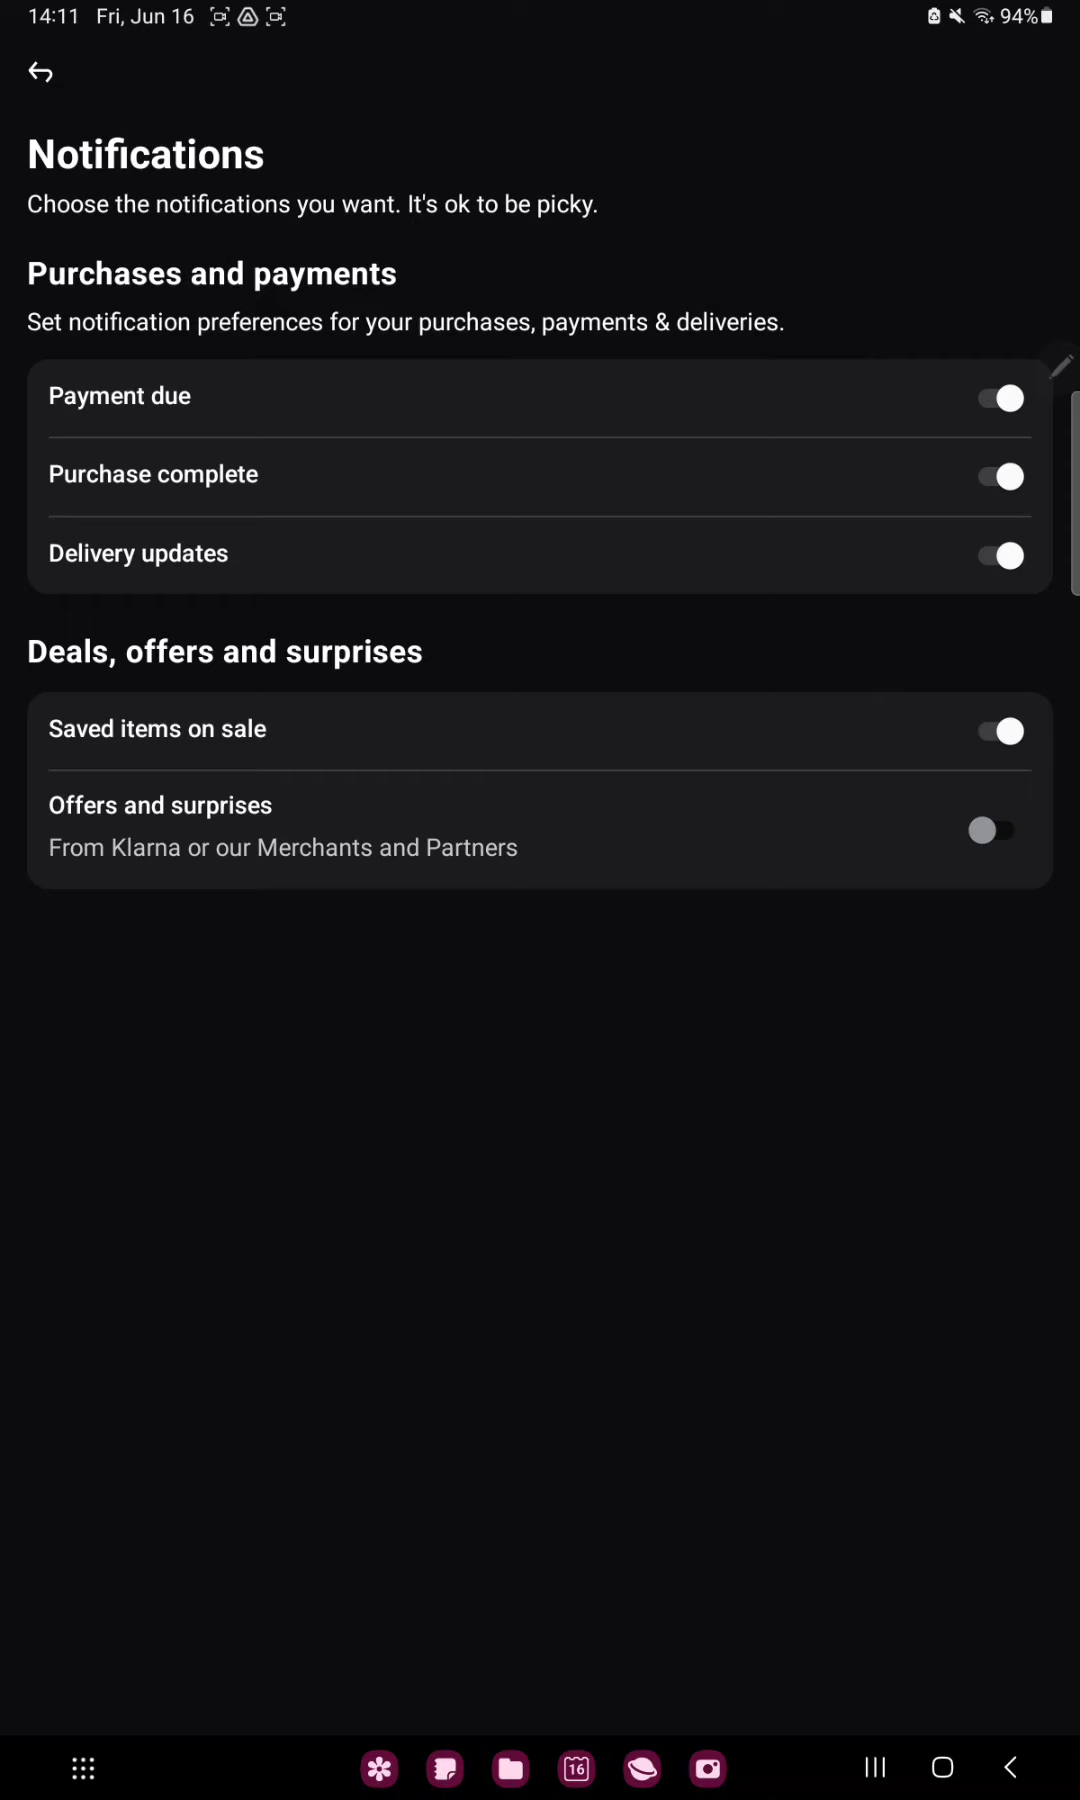 14:11 Fri, Jun 16 94%
Notifications
Choose the notifications you want. It's ok to be picky.
Purchases and payments
Set notification preferences for your purchases, payments & deliveries.
Payment due
Purchase complete
Delivery updates
Deals, offers and surprises
Saved items on sale
Offers and surprises
From Klarna or our Merchants and Partners
16